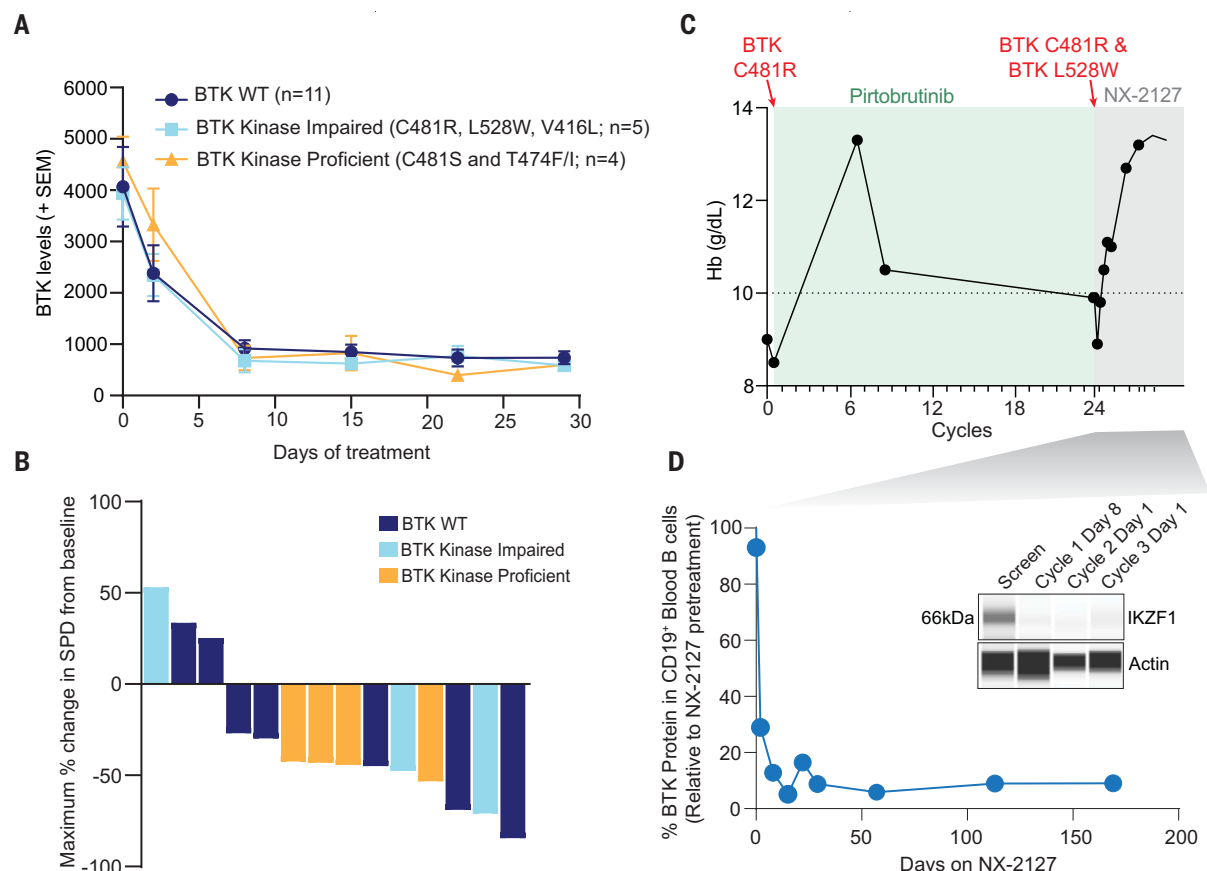 A
6000
5000
4000
3000
2000
1000
0
BTK levels (+ SEM)
BTK WT (n=11)
BTK Kinase Impaired (C481R, L528W, V416L; n=5)
BTK Kinase Proficient (C481S and T474F/I; n=4)
0 5 10 15 20 25 30
Days of treatment
B
100
50
0
-50
-100
Maximum % change in SPD from baseline
BTK WT
BTK Kinase Impaired
BTK Kinase Proficient
C
BTK
C481R
BTK C481R &
BTK L528W
Pirtobrutinib
NX-2127
14
12
10
8
Hb (g/dL)
0 6 12 18 24
Cycles
D
100
80
60
40
20
0
% BTK Protein in CD19+ Blood B cells
(Relative to NX-2127 pretreatment)
Screen
Cycle 1 Day 8
Cycle 2 Day 1
Cycle 3 Day 1
66kDa
IKZF1
Actin
0 50 100 150 200
Days on NX-2127